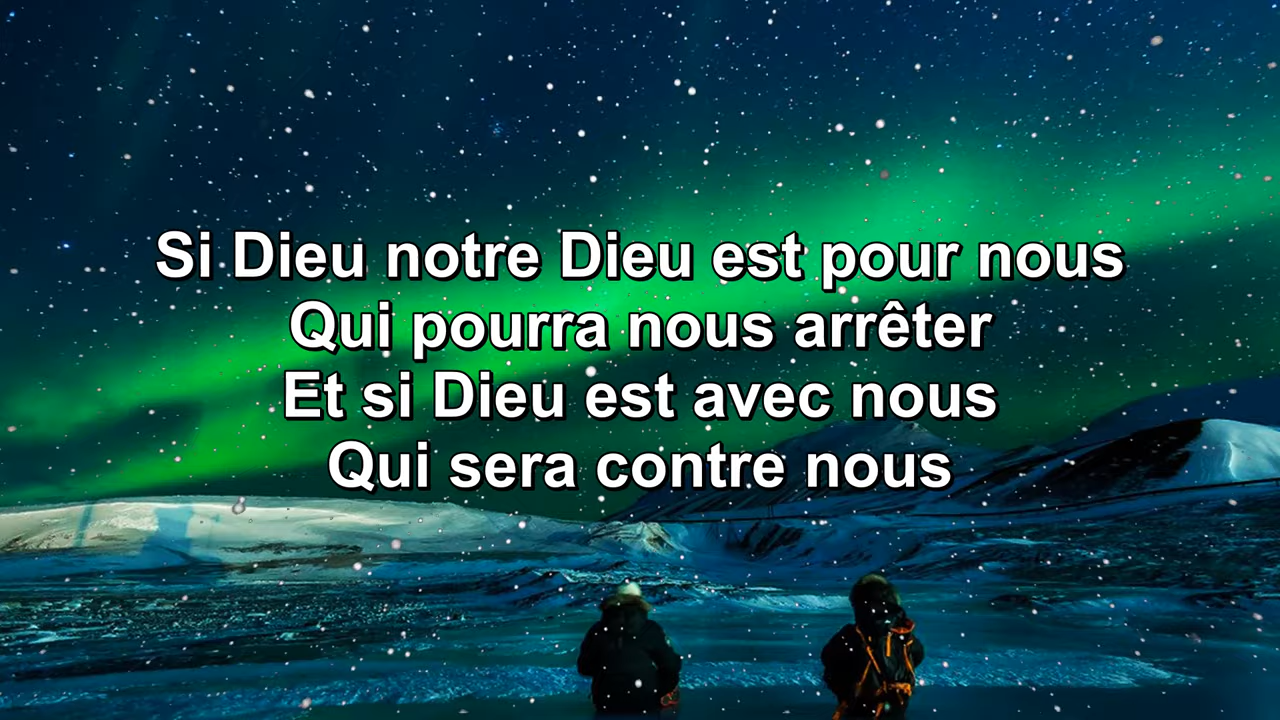 Si Dieu notre Dieu est pour nous
Qui pourra nous arrêter
Et si Dieu est avec nous
Qui sera contre nous